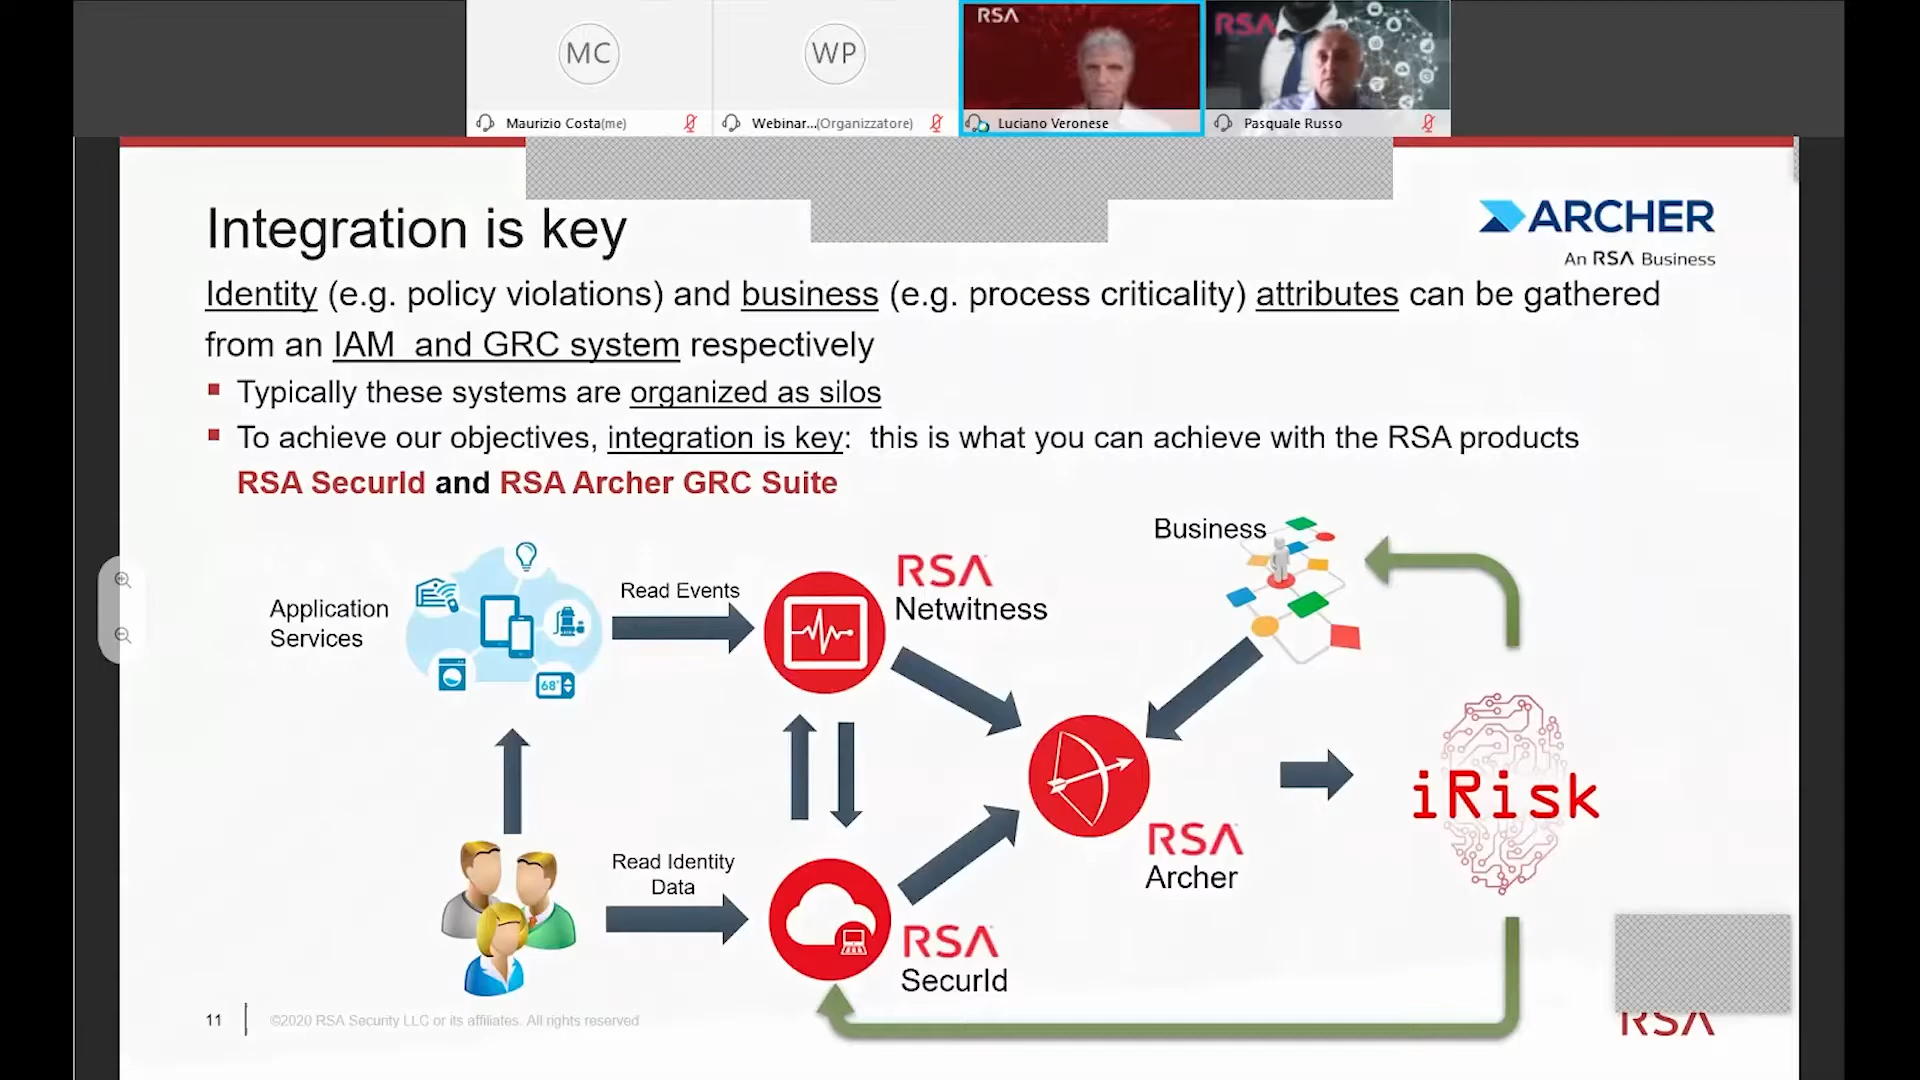 MC
WP
RSA
RSA
Maurizio Costa(me)
Webinar...(Organizzatore)
Luciano Veronese
Pasquale Russo
Integration is key
ARCHER
An RSA Business
Identity (e.g. policy violations) and business (e.g. process criticality) attributes can be gathered
from an IAM and GRC system respectively
Typically these systems are organized as silos
To achieve our objectives, integration is key: this is what you can achieve with the RSA products
RSA SecurId and RSA Archer GRC Suite
Business
Application
Services
Read Events
RSA
Netwitness
68°
iRisk
RSA
Archer
Read Identity
Data
RSA
SecurId
11
©2020 RSA Security LLC or its affiliates. All rights reserved
RSA